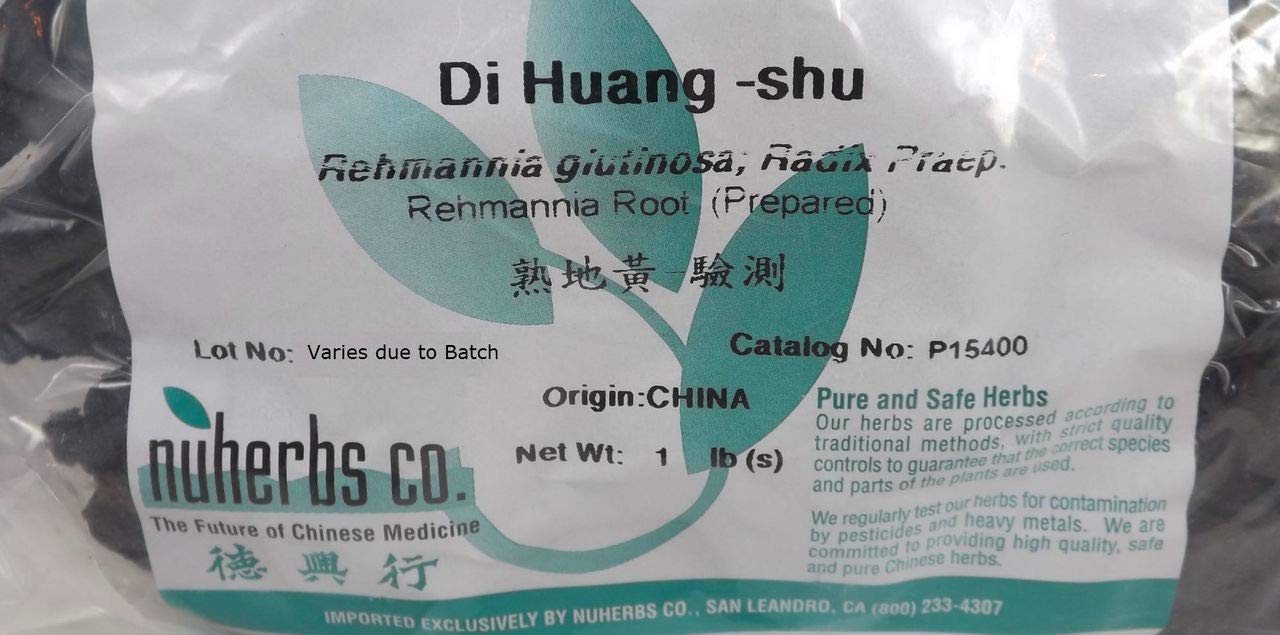 Di Huang -shu
Rehmannia glutinosa, Radix Praep.
Rehmannia Root (Prepared)
熟地黃-驗測
Lot No: Varies due to Batch
Catalog No: P15400
Origin:CHINA
Net Wt: 1 lb(s)
nuherbs co.
The Future of Chinese Medicine
德興行
Pure and Safe Herbs
Our herbs are processed according to
traditional methods, with strict quality
controls to guarantee that the correct species
and parts of the plants are used.
We regularly test our herbs for contamination
by pesticides and heavy metals. We are
committed to providing high quality, safe
and pure Chinese herbs.
IMPORTED EXCLUSIVELY BY NUHERBS CO., SAN LEANDRO, CA (800) 233-4307